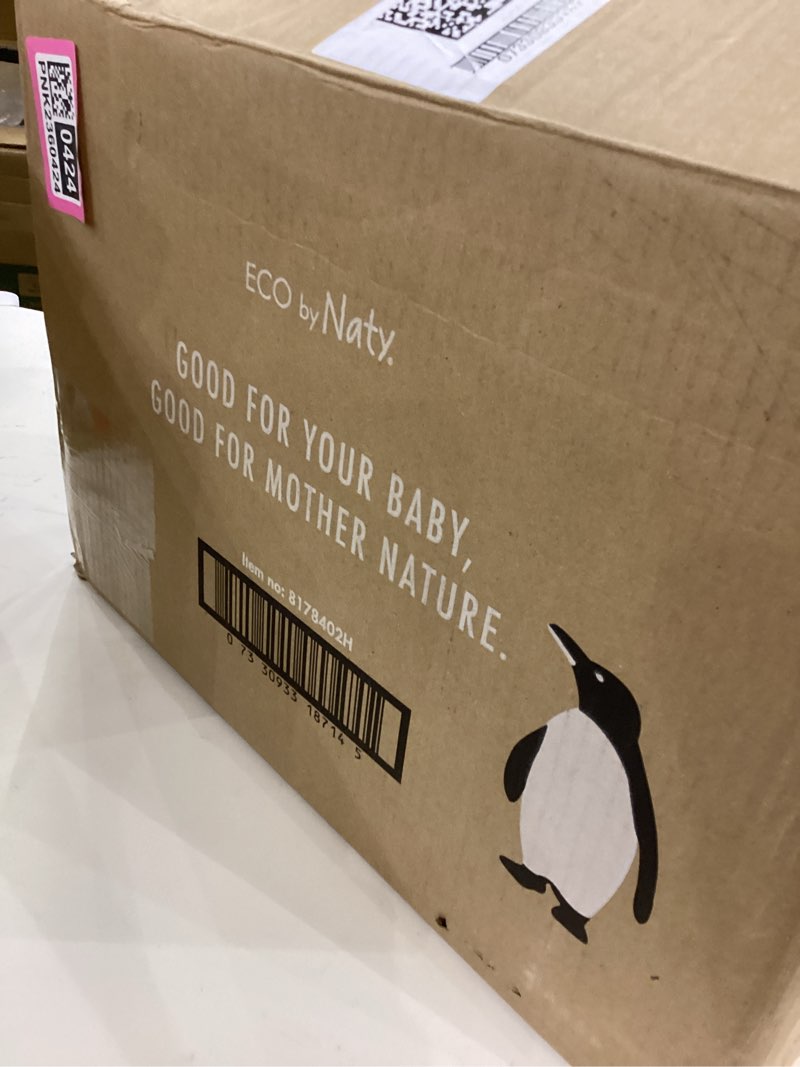 0424
PNK2360424
ECO by Naty.
GOOD FOR YOUR BABY,
GOOD FOR MOTHER NATURE.
Item no: 8178402H
0 73 30933 18714 5